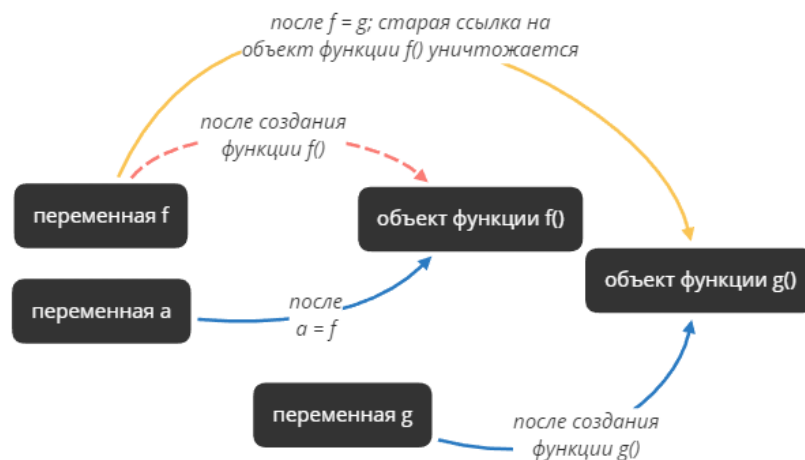 после f = g; старая ссылка на
объект функции f() уничтожается
после создания
функции f()
переменная f
объект функции f()
объект функции g()
переменная a
после
a = f
переменная g
после создания
функции g()